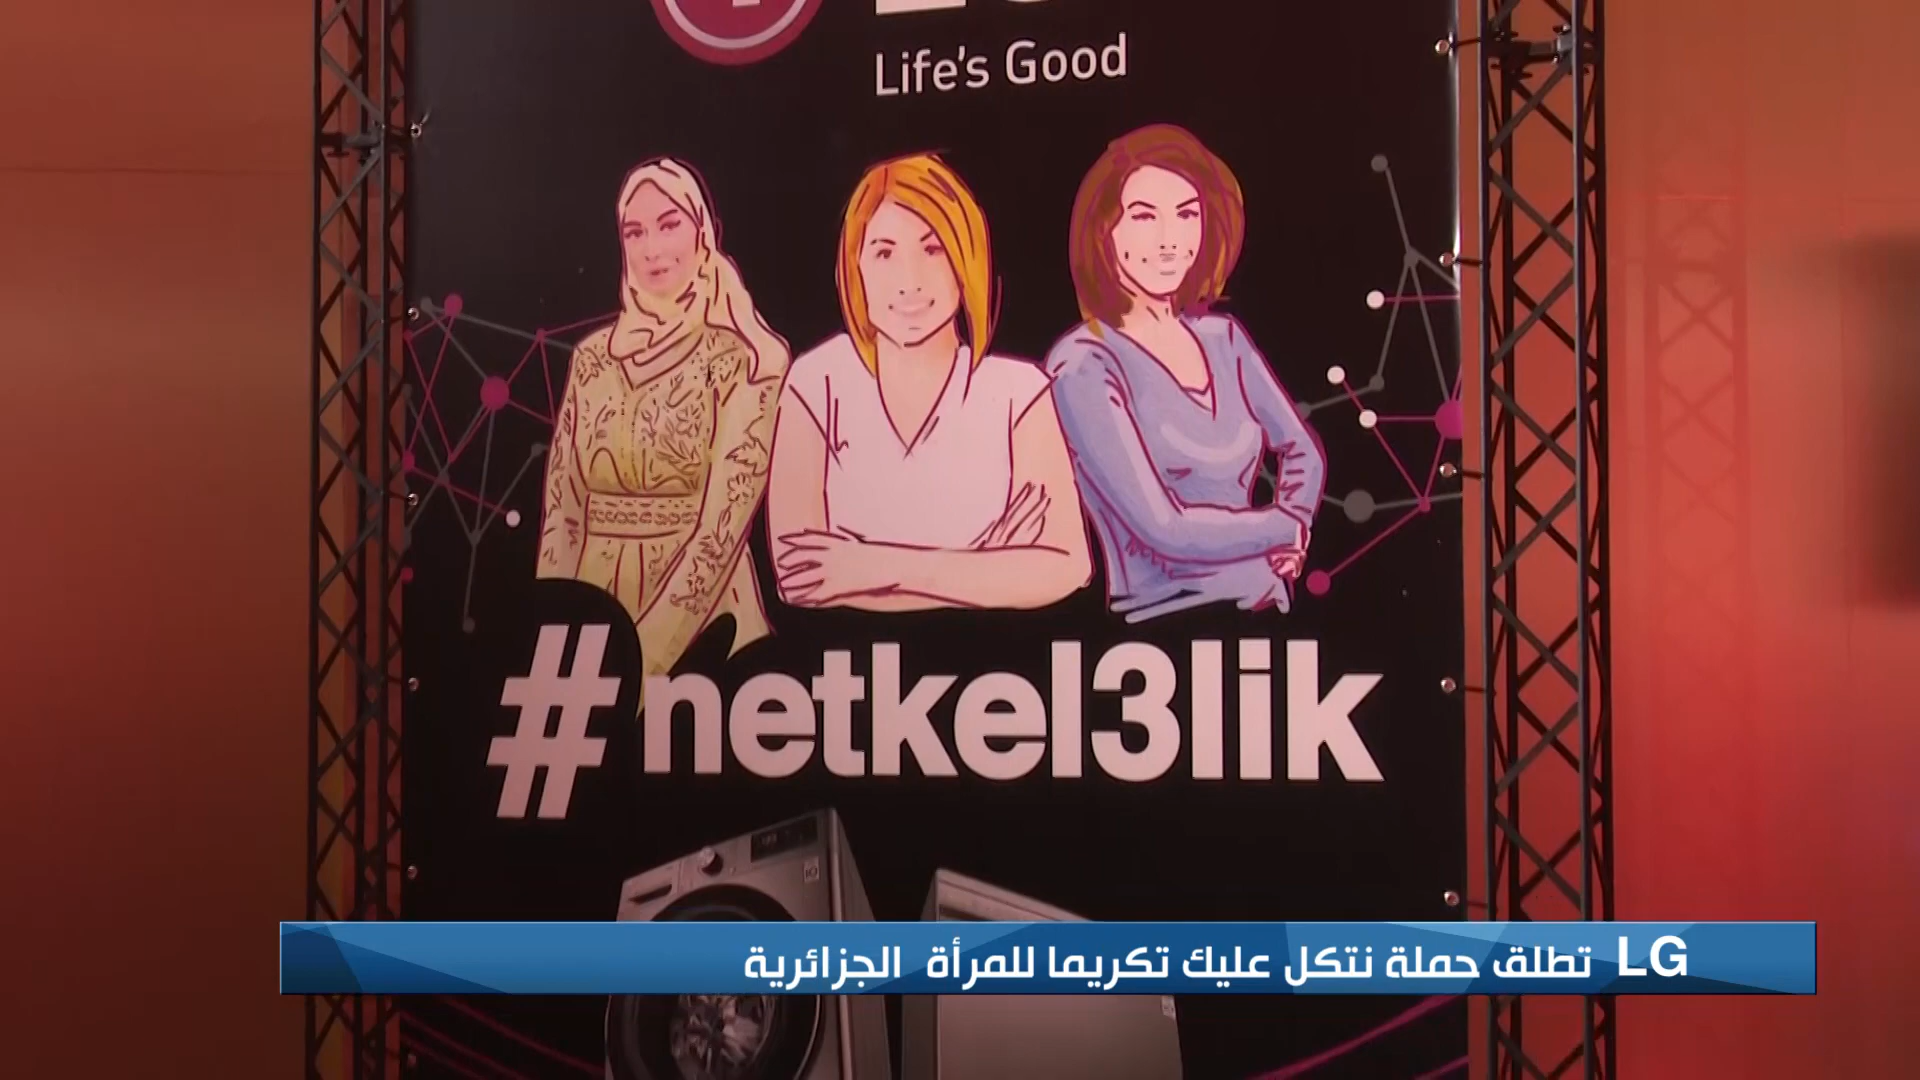 Life's Good
#netkel3lik
LG تطلق حملة نتكل عليك تكريما للمرأة الجزائرية